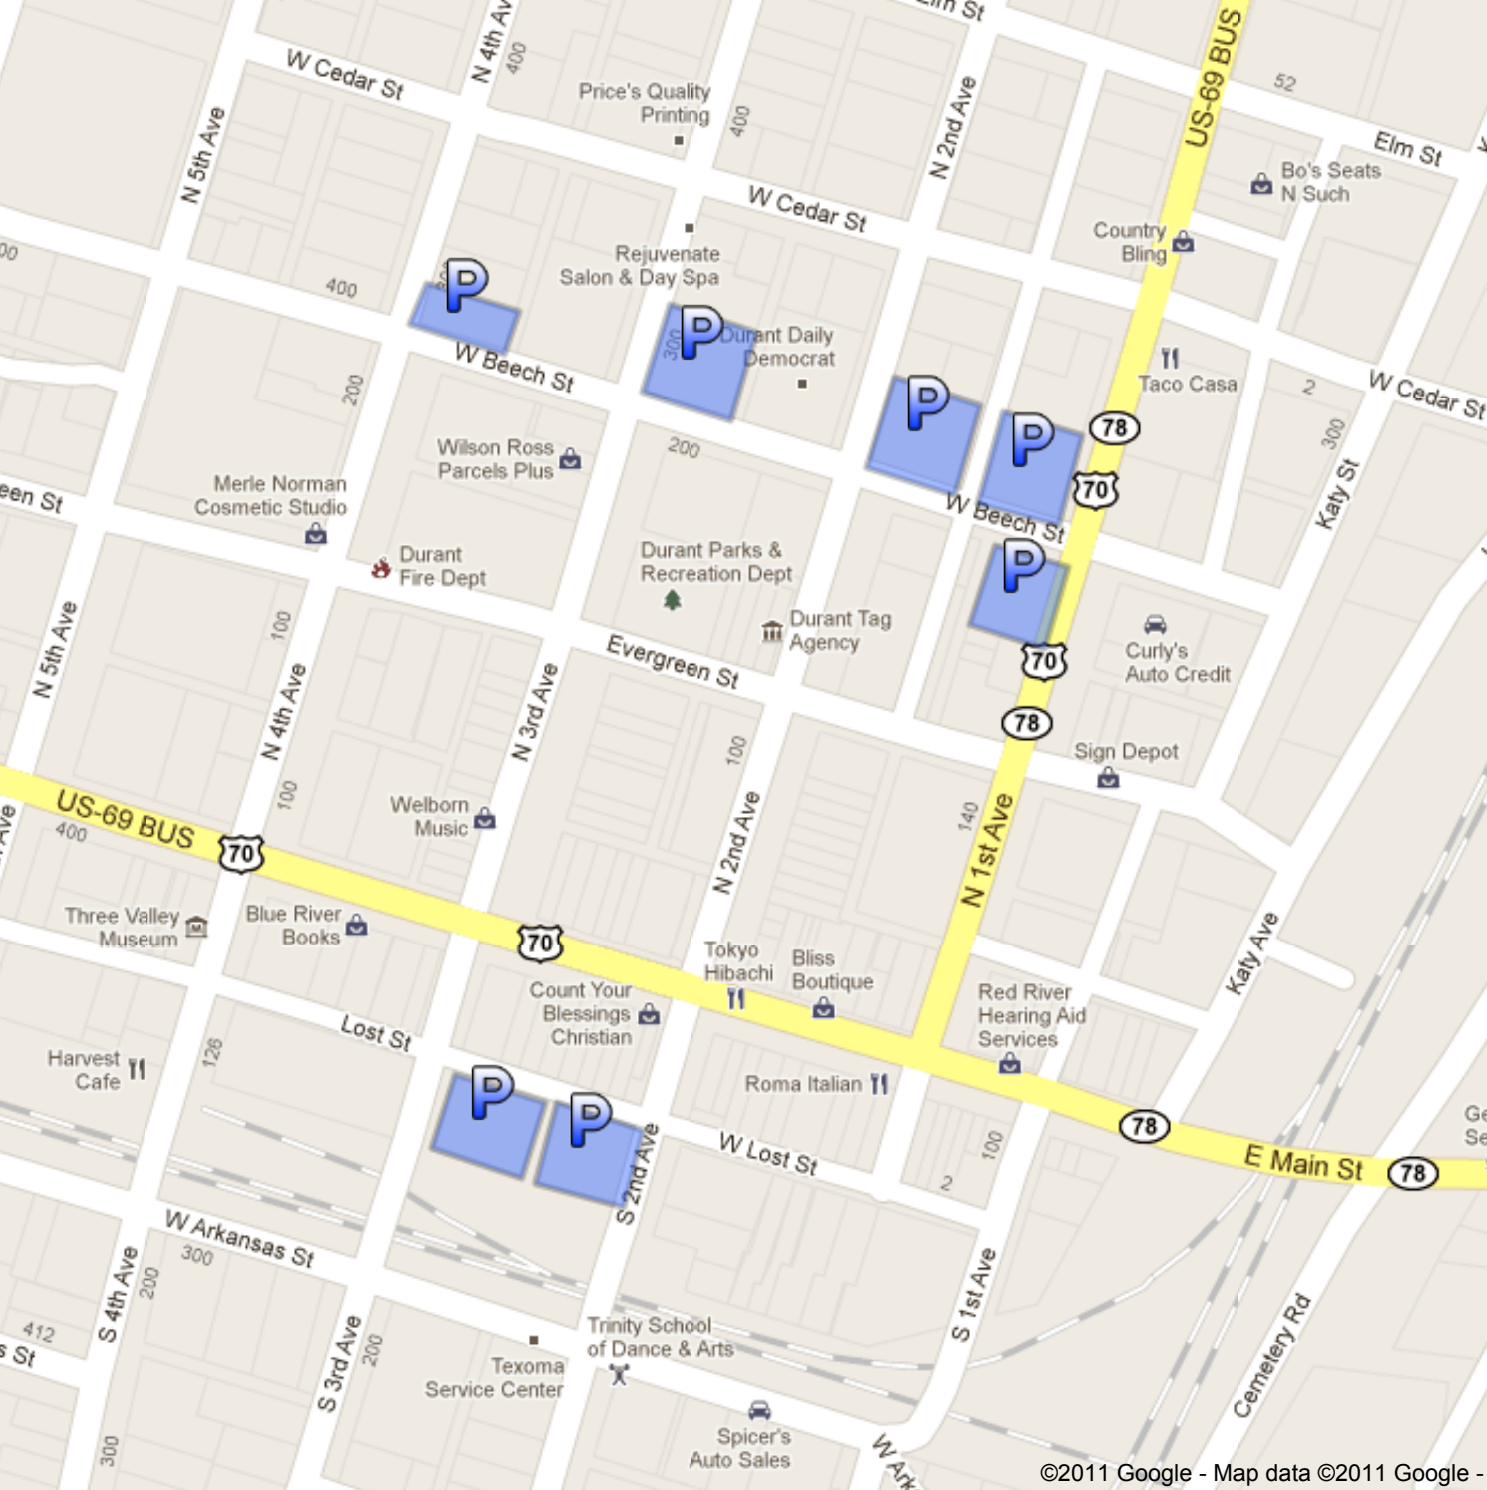 Elm St
US-69 BUS
N 4th Av
400
W Cedar St
52
Price's Quality
Printing
400
N 2nd Ave
Elm St
N 5th Ave
Bo's Seats
N Such
W Cedar St
Country
Bling
Rejuvenate
Salon & Day Spa
00
400
P
P
300
Durant Daily
Democrat
W Beech St
200
Taco Casa
2
W Cedar St
P
P
78
300
Wilson Ross
Parcels Plus
200
70
Katy St
Merle Norman
Cosmetic Studio
een St
W Beech St
Durant
Fire Dept
Durant Parks &
Recreation Dept
P
100
N 5th Ave
Durant Tag
Agency
Curly's
Auto Credit
Evergreen St
70
N 4th Ave
N 3rd Ave
78
100
Sign Depot
100
US-69 BUS
400
70
Welborn
Music
N 2nd Ave
140
N 1st Ave
Ave
Three Valley
Museum
Blue River
Books
70
Tokyo
Hibachi
Bliss
Boutique
Katy Ave
Count Your
Blessings
Christian
Red River
Hearing Aid
Services
Lost St
126
Harvest
Cafe
Roma Italian
P
P
78
Ge
Se
W Lost St
100
E Main St
78
2
S 2nd Ave
W Arkansas St
300
S 4th Ave
200
S 1st Ave
412
s St
S 3rd Ave
200
Trinity School
of Dance & Arts
Texoma
Service Center
Cemetery Rd
Spicer's
Auto Sales
300
W Ark
©2011 Google - Map data ©2011 Google -